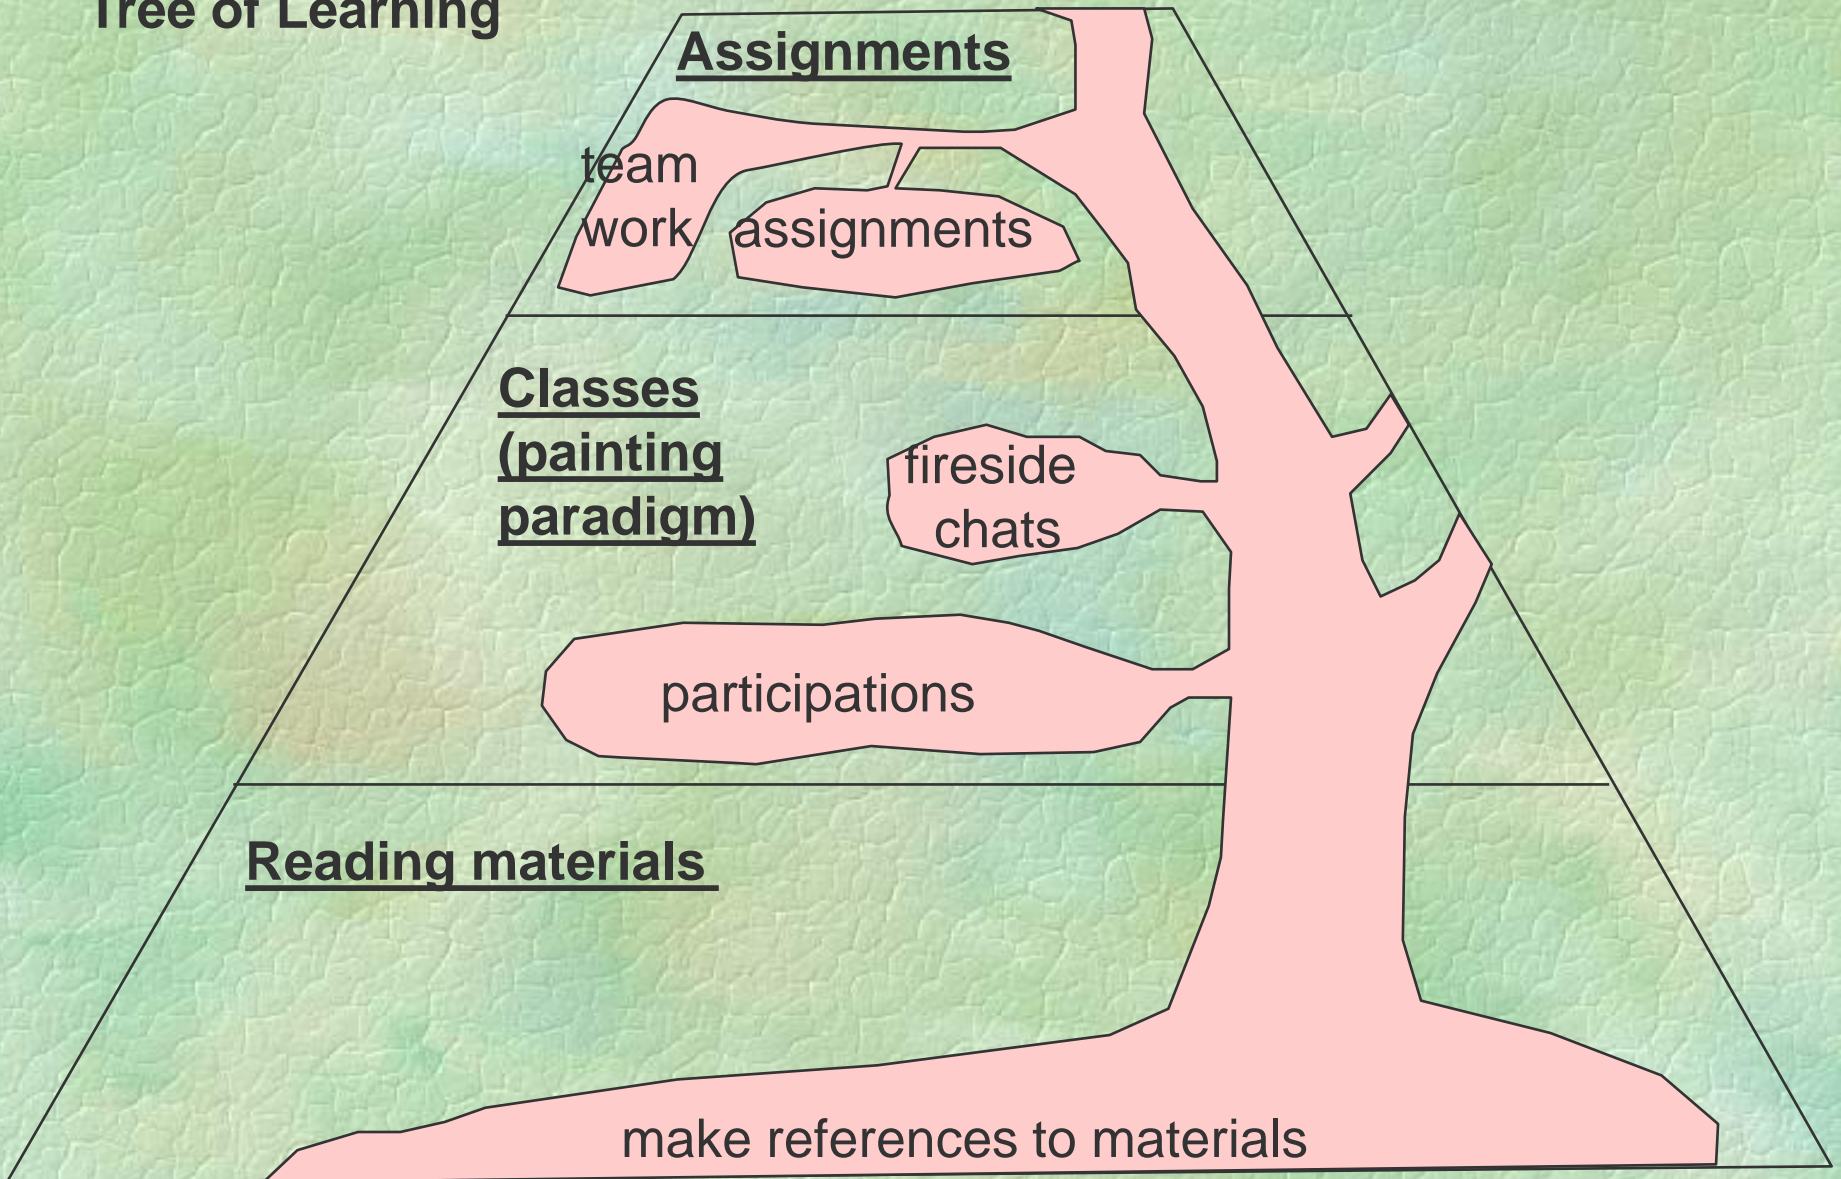 Tree of Learning
Assignments
team
work
assignments
Classes
(painting
paradigm)
fireside
chats
participations
Reading materials
make references to materials